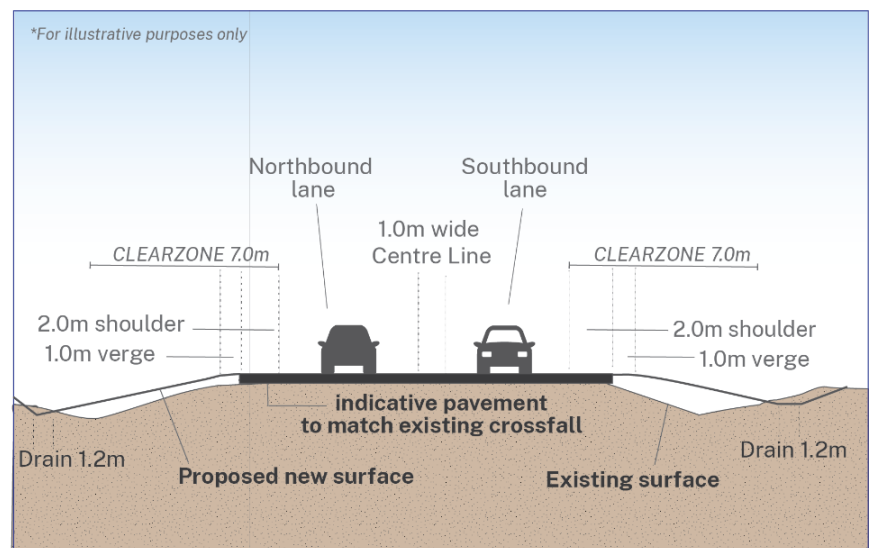 *For illustrative purposes only
Northbound
lane
Southbound
lane
1.0m wide
Centre Line
CLEARZONE 7.0m
CLEARZONE 7.0m
2.0m shoulder
1.0m verge
2.0m shoulder
1.0m verge
indicative pavement
to match existing crossfall
Drain 1.2m
Drain 1.2m
Proposed new surface
Existing surface